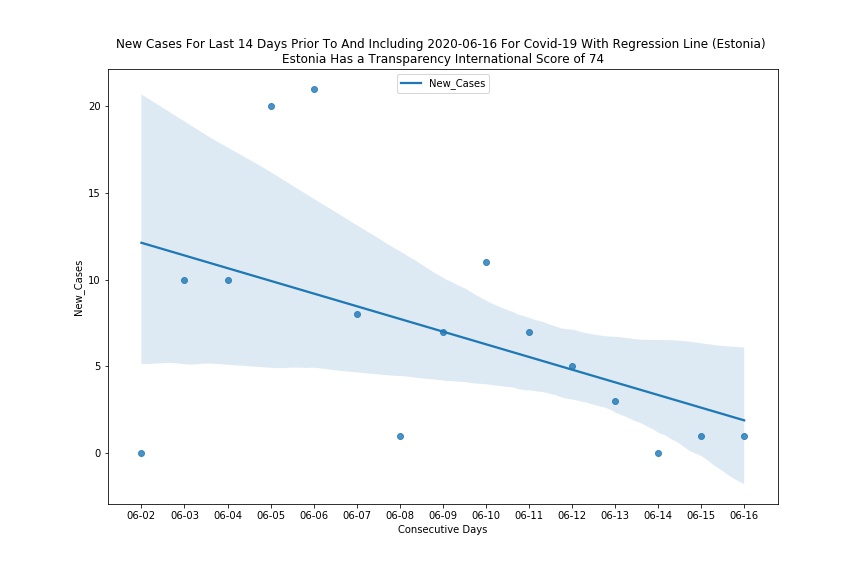 New Cases For Last 14 Days Prior To And Including 2020-06-16 For Covid-19 With Regression Line (Estonia)
Estonia Has a Transparency International Score of 74
New_Cases
20
15
10
5
0
New_Cases
06-02 06-03 06-04 06-05 06-06 06-07 06-08 06-09 06-10 06-11 06-12 06-13 06-14 06-15 06-16
Consecutive Days